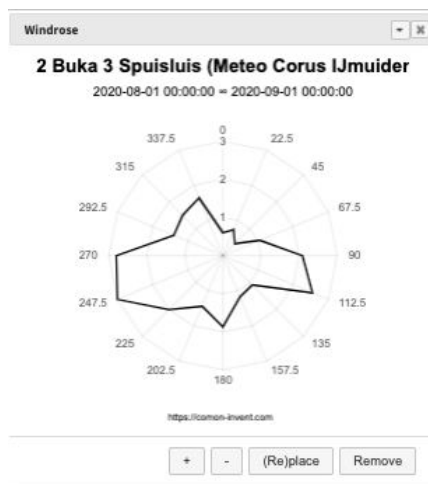 Windrose
2 Buka 3 Spuisluis (Meteo Corus IJmuider
2020-08-01 00:00:00 – 2020-09-01 00:00:00
0
337.5 3 22.5
315 45
2
292.5 67.5
1
270 90
247.5 112.5
225 135
202.5 157.5
180
https://comon-invent.com
+ - (Re)place Remove